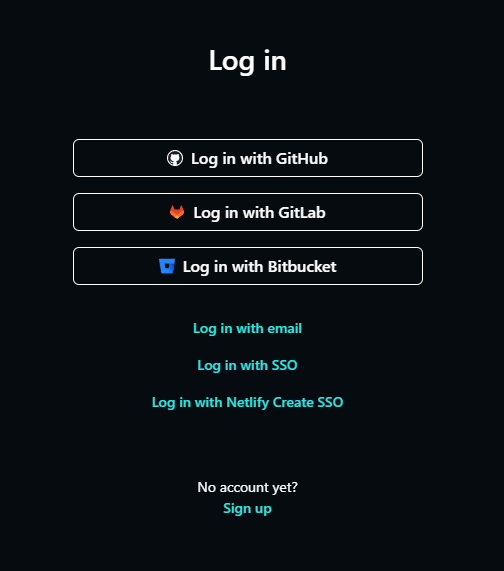 Log in
Log in with GitHub
Log in with GitLab
Log in with Bitbucket
Log in with email
Log in with SSO
Log in with Netlify Create SSO
No account yet?
Sign up